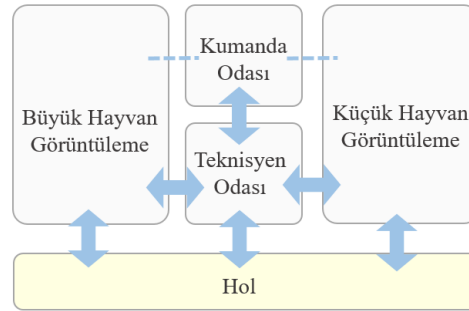 Büyük Hayvan
Görüntüleme
Kumanda
Odası
Teknisyen
Odası
Küçük Hayvan
Görüntüleme
Hol